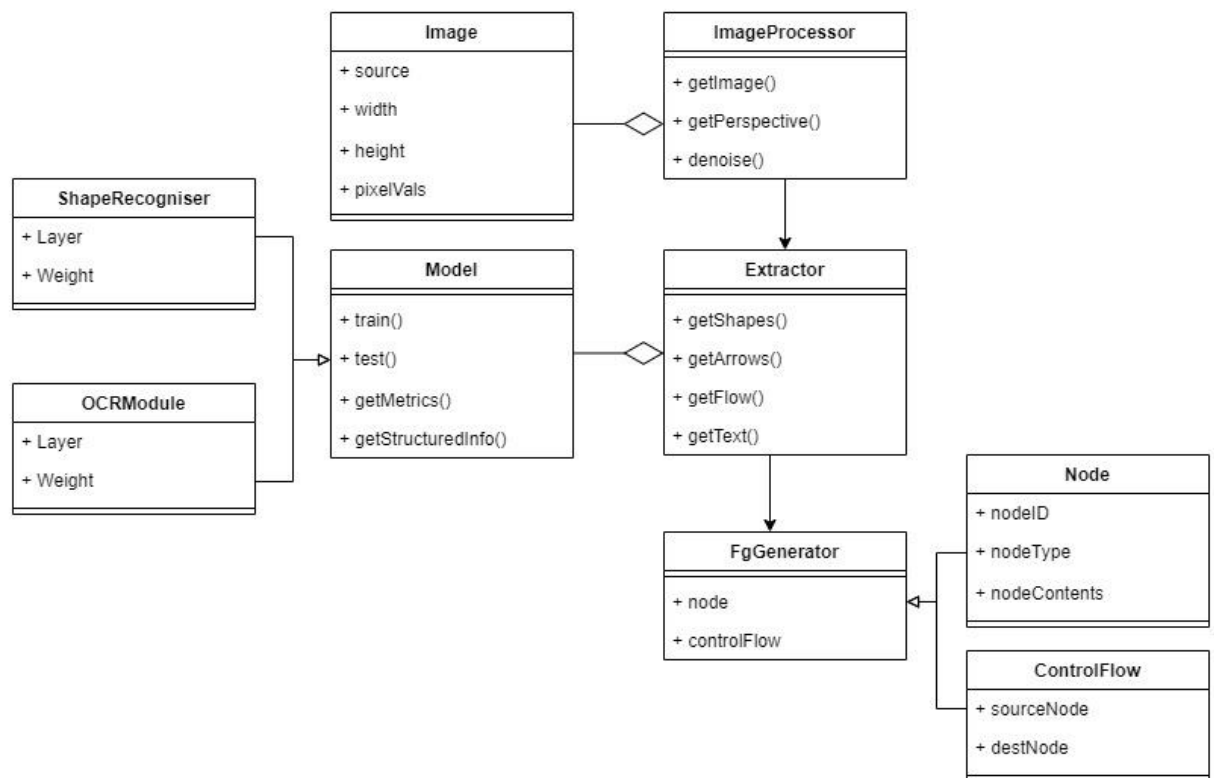 Image
+ source
+ width
+ height
+ pixelVals
ImageProcessor
+ getImage()
+ getPerspective()
+ denoise()
ShapeRecogniser
+ Layer
+ Weight
Model
+ train()
+ test()
+ getMetrics()
+ getStructuredInfo()
Extractor
+ getShapes()
+ getArrows()
+ getFlow()
+ getText()
OCRModule
+ Layer
+ Weight
FgGenerator
+ node
+ controlFlow
Node
+ nodeID
+ nodeType
+ nodeContents
ControlFlow
+ sourceNode
+ destNode